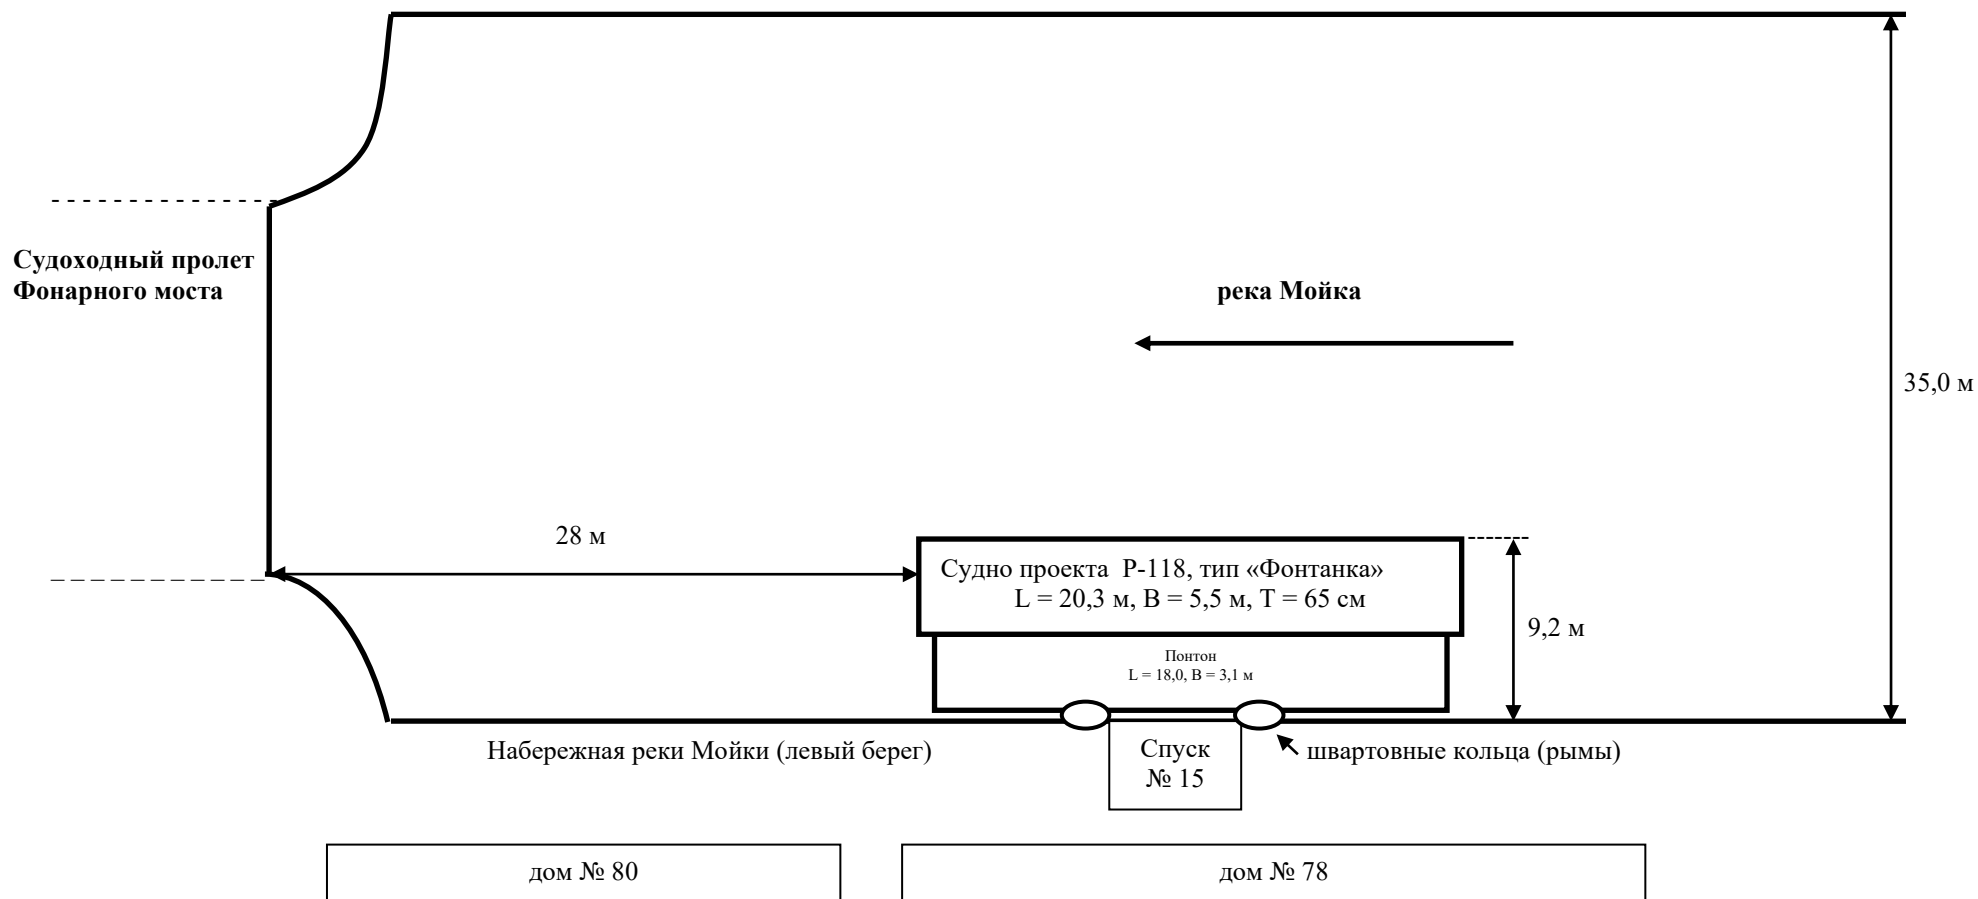 Судоходный пролет
Фонарного моста
река Мойка
35,0 м
28 м
Судно проекта Р-118, тип «Фонтанка»
L = 20,3 м, В = 5,5 м, Т = 65 см
9,2 м
Понтон
L = 18,0, В = 3,1 м
Набережная реки Мойки (левый берег)
Спуск
№ 15
швартовные кольца (рымы)
дом № 80
дом № 78